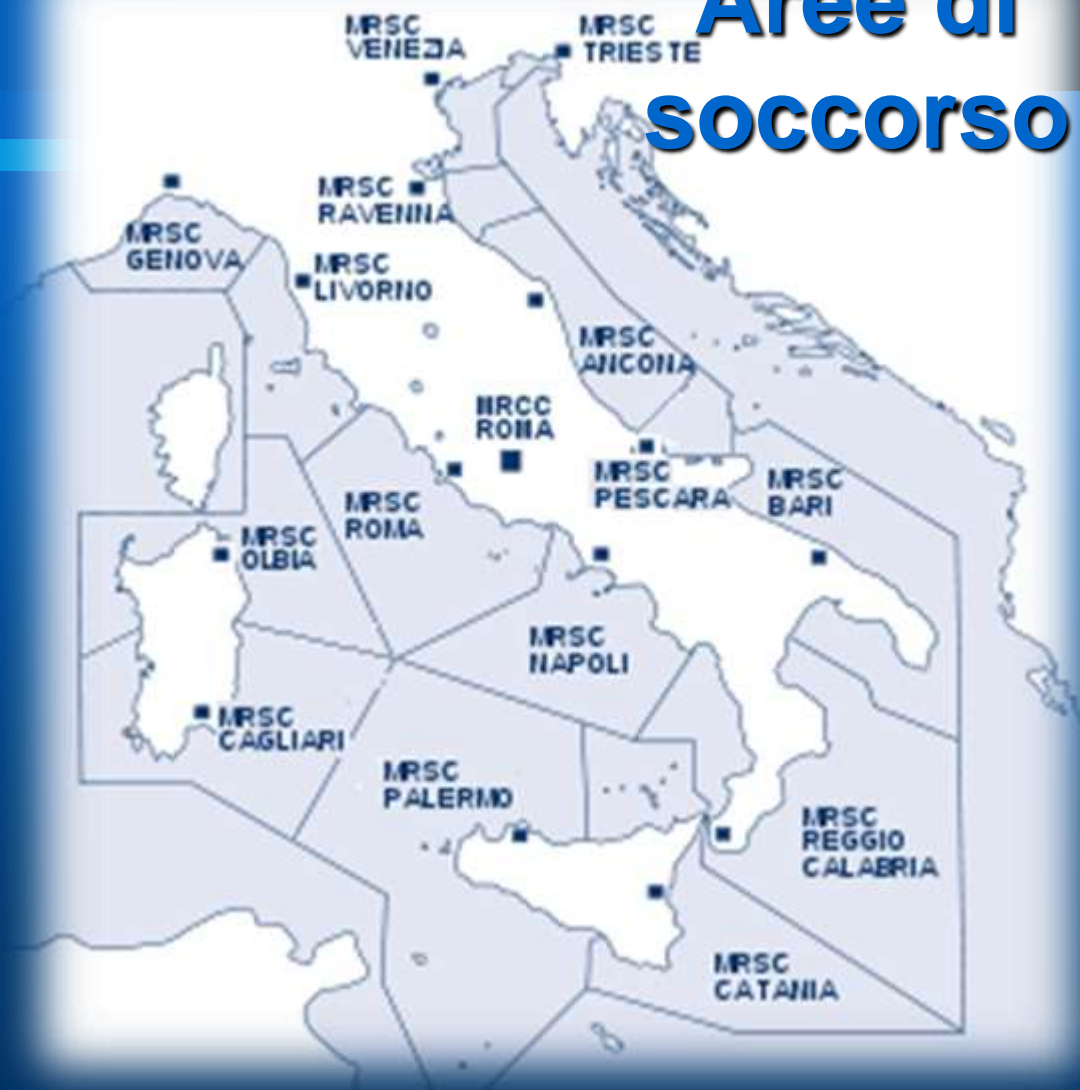 Aree di
soccorso
MRSC
VENEZIA
MRSC
TRIESTE
MRSC
RAVENNA
MRSC
GENOVA
MRSC
LIVORNO
MRSC
ANCONA
MRCC
ROMA
MRSC
PESCARA
MRSC
BARI
MRSC
ROMA
MRSC
OLBIA
MRSC
NAPOLI
MRSC
CAGLIARI
MRSC
PALERMO
MRSC
REGGIO
CALABRIA
MRSC
CATANIA